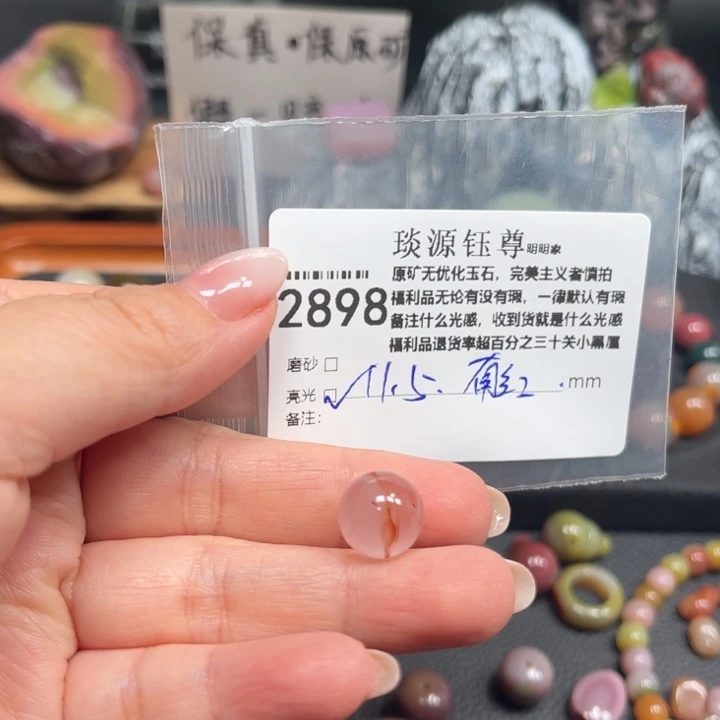 保真·保原矿
琰源钰尊明明家
原矿无优化玉石，完美主义者慎拍
2898
福利品无论有没有瑕，一律默认有瑕
备注什么光感，收到货就是什么光感
福利品退货率超百分之三十关小黑屋
磨砂□
亮光□ √11.5. 南红 .mm
备注：